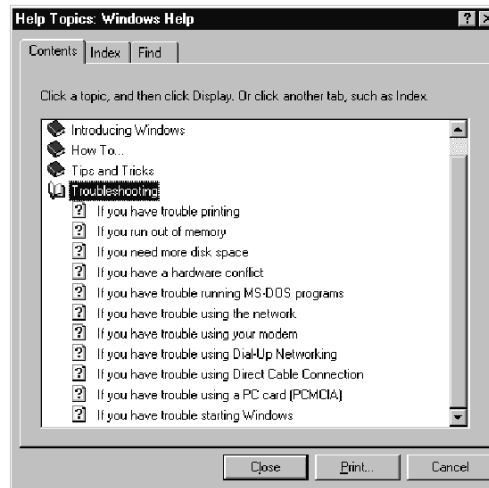 Help Topics: Windows Help
Contents Index Find
Click a topic, and then click Display. Or click another tab, such as Index.
Introducing Windows
How To...
Tips and Tricks
Troubleshooting
If you have trouble printing
If you run out of memory
If you need more disk space
If you have a hardware conflict
If you have trouble running MS-DOS programs
If you have trouble using the network
If you have trouble using your modem
If you have trouble using Dial-Up Networking
If you have trouble using Direct Cable Connection
If you have trouble using a PC card (PCMCIA)
If you have trouble starting Windows
Close Print... Cancel